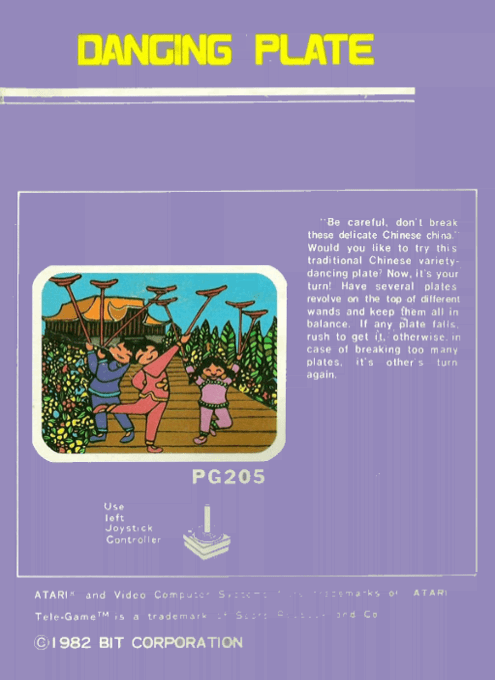 DANCING PLATE
"Be careful, don't break
these delicate Chinese china."
Would you like to try this
traditional Chinese variety-
dancing plate? Now, it's your
turn! Have several plates
revolve on the top of different
wands and keep them all in
balance. If any plate falls,
rush to get it, otherwise, in
case of breaking too many
plates, it's other's turn
again.
PG205
Use
left
Joystick
Controller
ATARI® and Video Computer of ATARI
Tele-Game™ is a trademark and Co
©1982 BIT CORPORATION